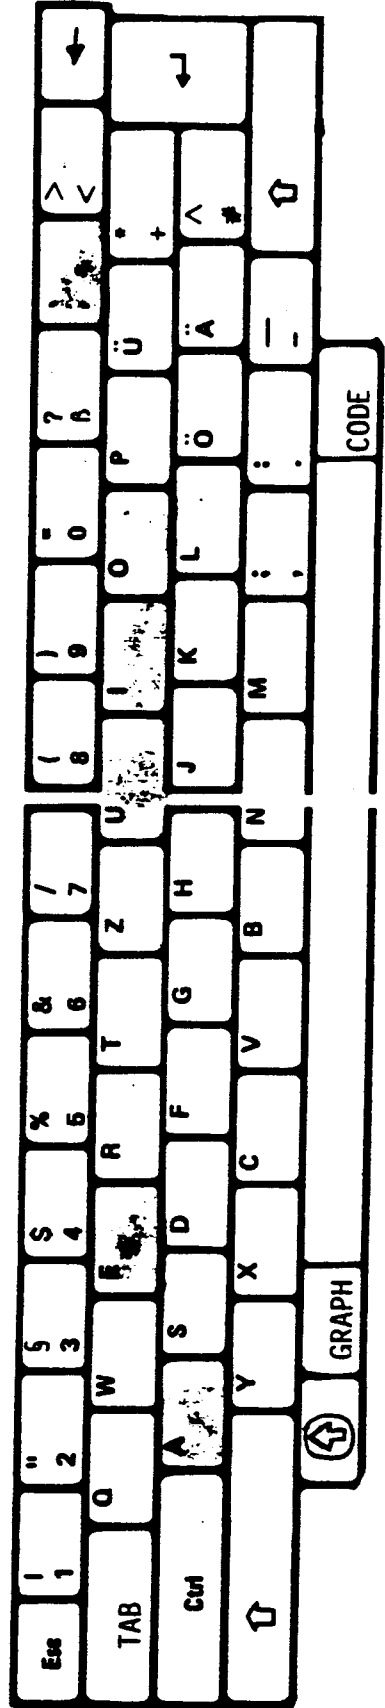 Esc ! 1 " 2 § 3 $ 4 % 5 & 6 / 7 ( 8 ) 9 = 0 ? ß > < ←
TAB Q W E R T Z U I O P Ü * + ↵
Ctrl A S D F G H J K L Ö Ä ^ #
⇧ Y X C V B N M ; , : . _ - ⇧
⇧ GRAPH CODE